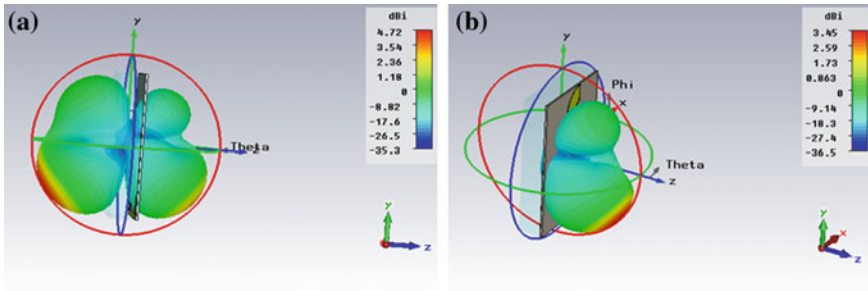 (a)
y
Theta
z
dBi
4.72
3.54
2.36
1.18
0
-8.82
-17.6
-26.5
-35.3
y
z
(b)
y
Phi
x
Theta
z
dBi
3.45
2.59
1.73
0.863
0
-9.14
-18.3
-27.4
-36.5
y
x
z